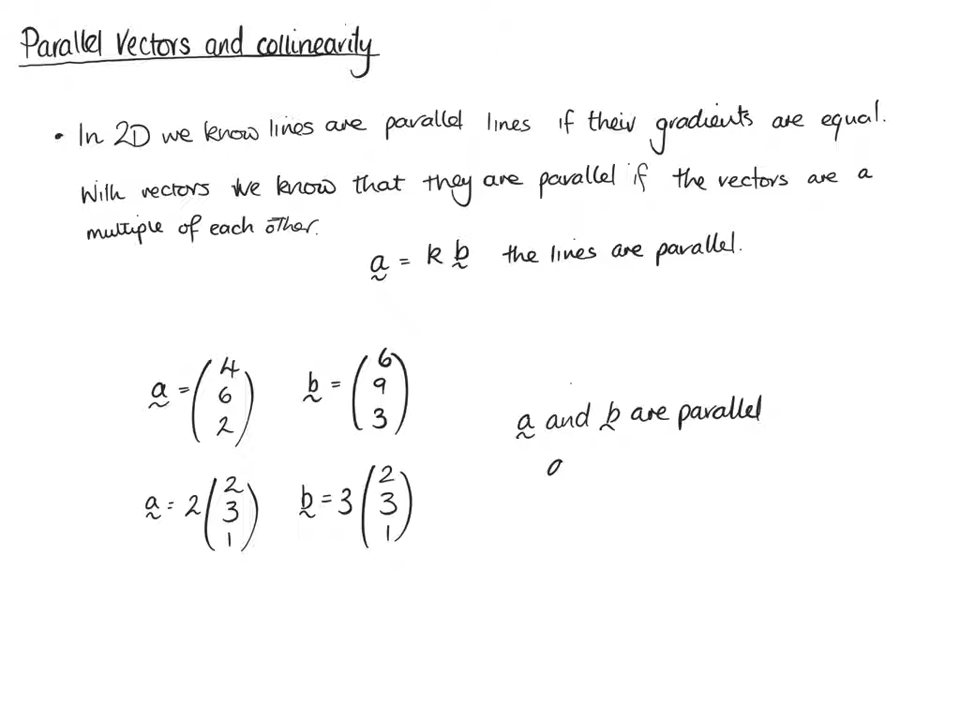 Parallel Vectors and collinearity
• In 2D we know lines are parallel lines if their gradients are equal.
With vectors we know that they are parallel if the vectors are a
multiple of each other.
a = k b the lines are parallel.
a = (4 6 2) b = (6 9 3)
a and b are parallel
a = 2 (2 3 1) b = 3 (2 3 1)